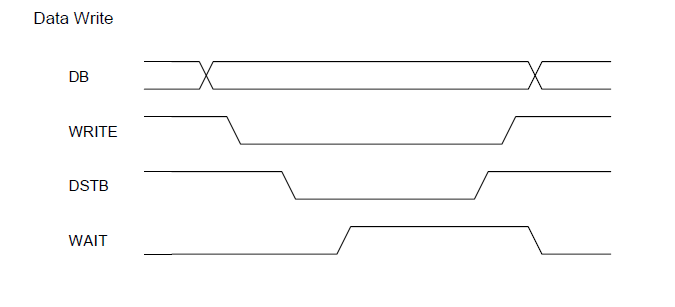 Data Write
DB
WRITE
DSTB
WAIT